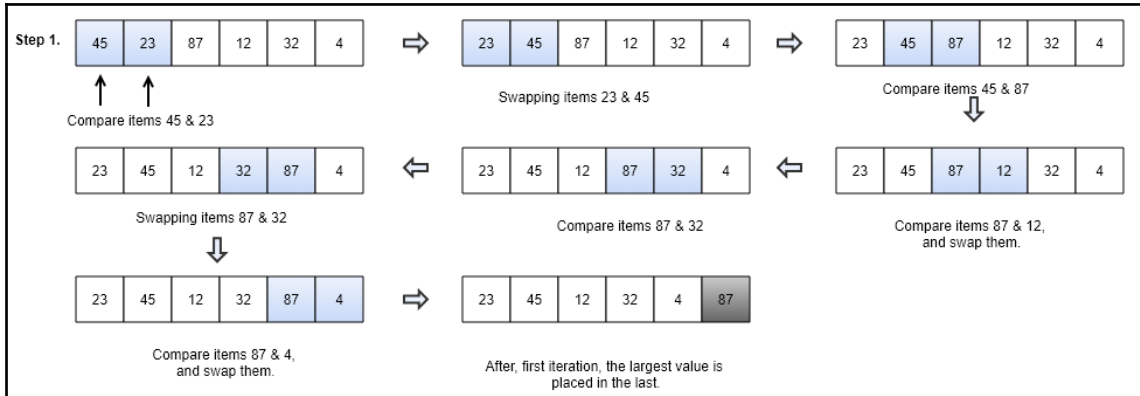 Step 1.
45 23 87 12 32 4
23 45 87 12 32 4
23 45 87 12 32 4
Compare items 45 & 23
Swapping items 23 & 45
Compare items 45 & 87
23 45 12 32 87 4
23 45 12 87 32 4
23 45 87 12 32 4
Swapping items 87 & 32
Compare items 87 & 32
Compare items 87 & 12,
and swap them.
23 45 12 32 87 4
23 45 12 32 4 87
Compare items 87 & 4,
and swap them.
After, first iteration, the largest value is
placed in the last.